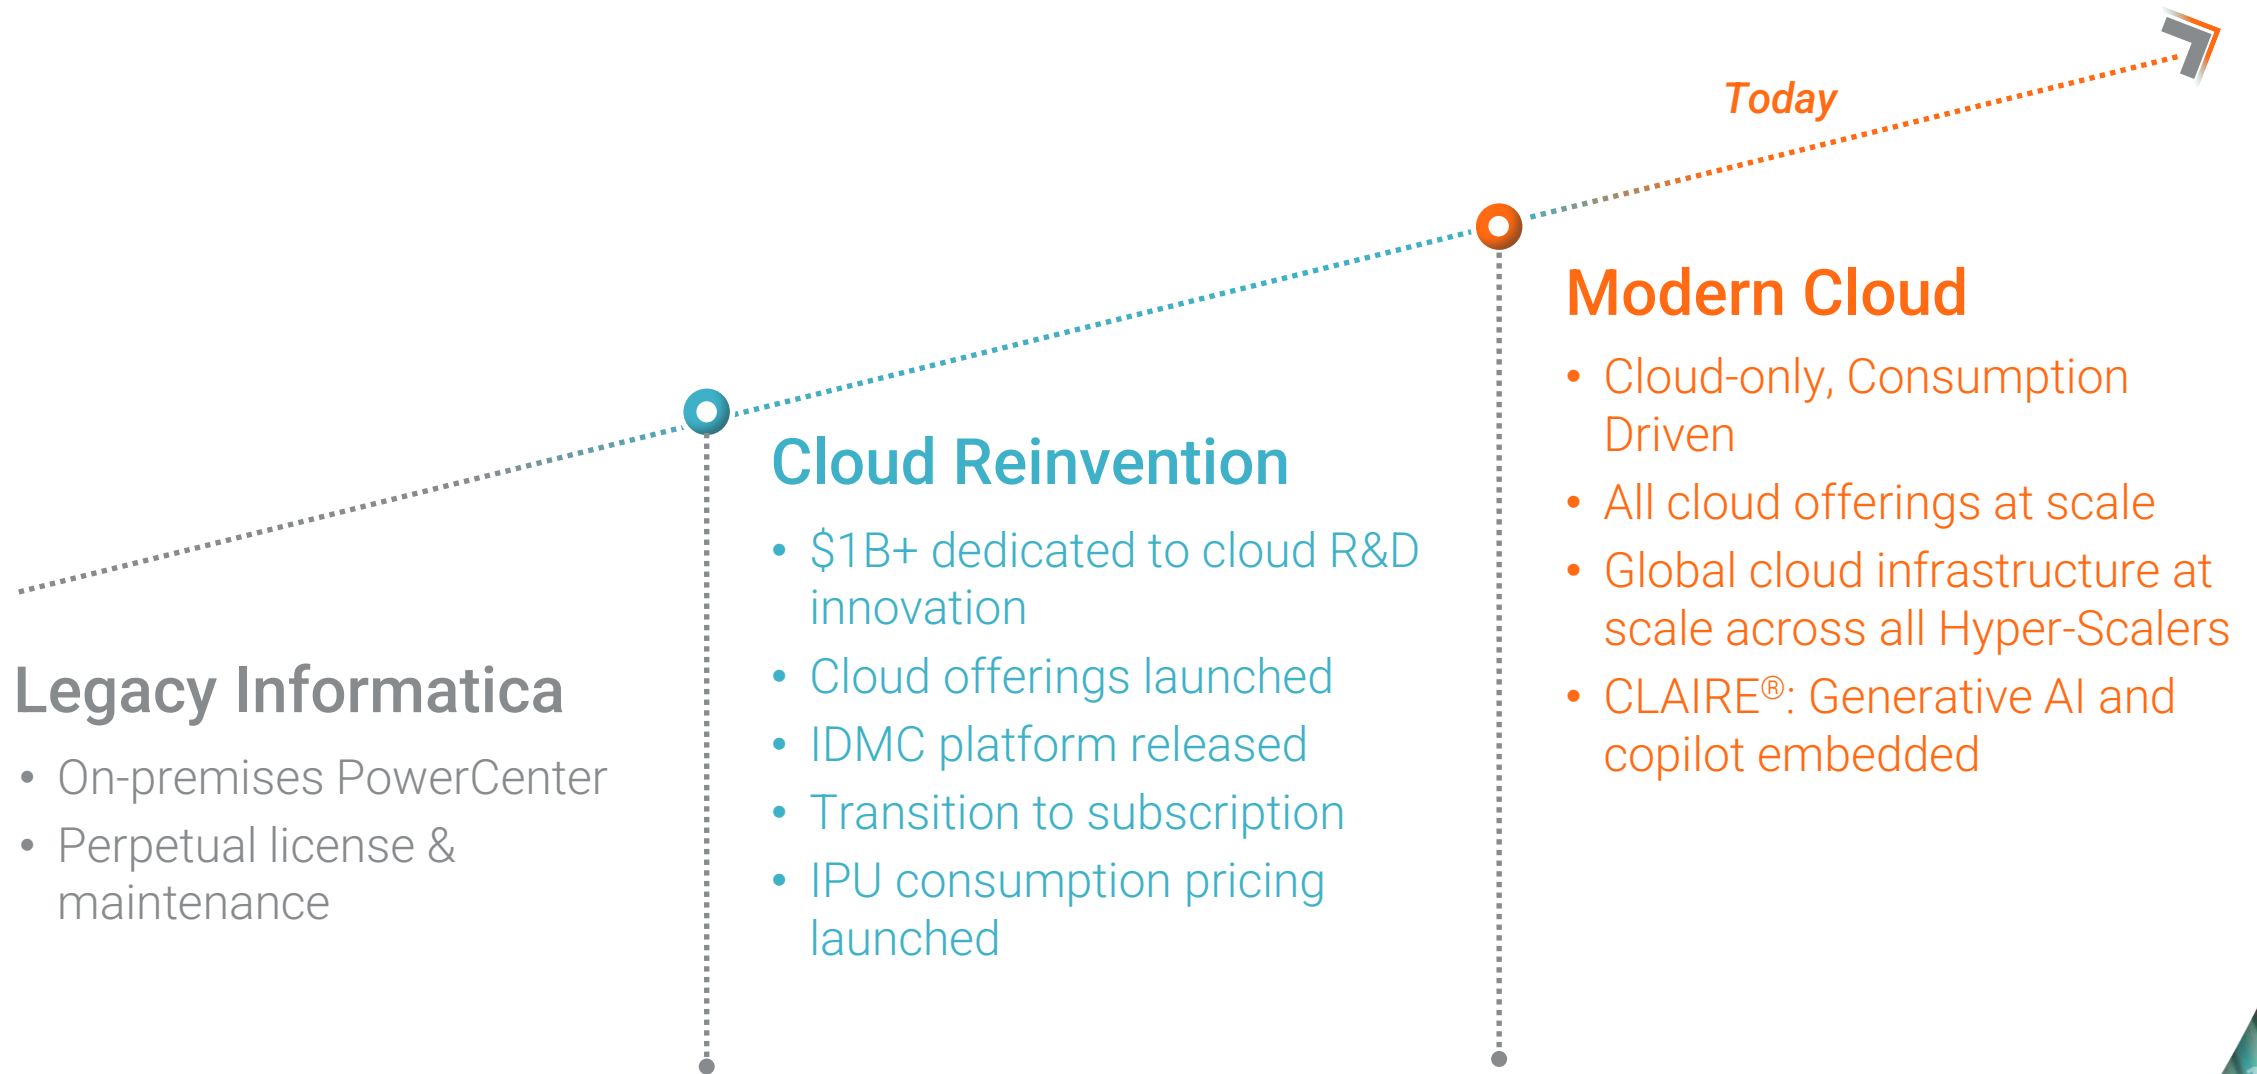 Today
Legacy Informatica
• On-premises PowerCenter
• Perpetual license &
maintenance
Cloud Reinvention
• $1B+ dedicated to cloud R&D
innovation
• Cloud offerings launched
• IDMC platform released
• Transition to subscription
• IPU consumption pricing
launched
Modern Cloud
• Cloud-only, Consumption
Driven
• All cloud offerings at scale
• Global cloud infrastructure at
scale across all Hyper-Scalers
• CLAIRE®: Generative AI and
copilot embedded